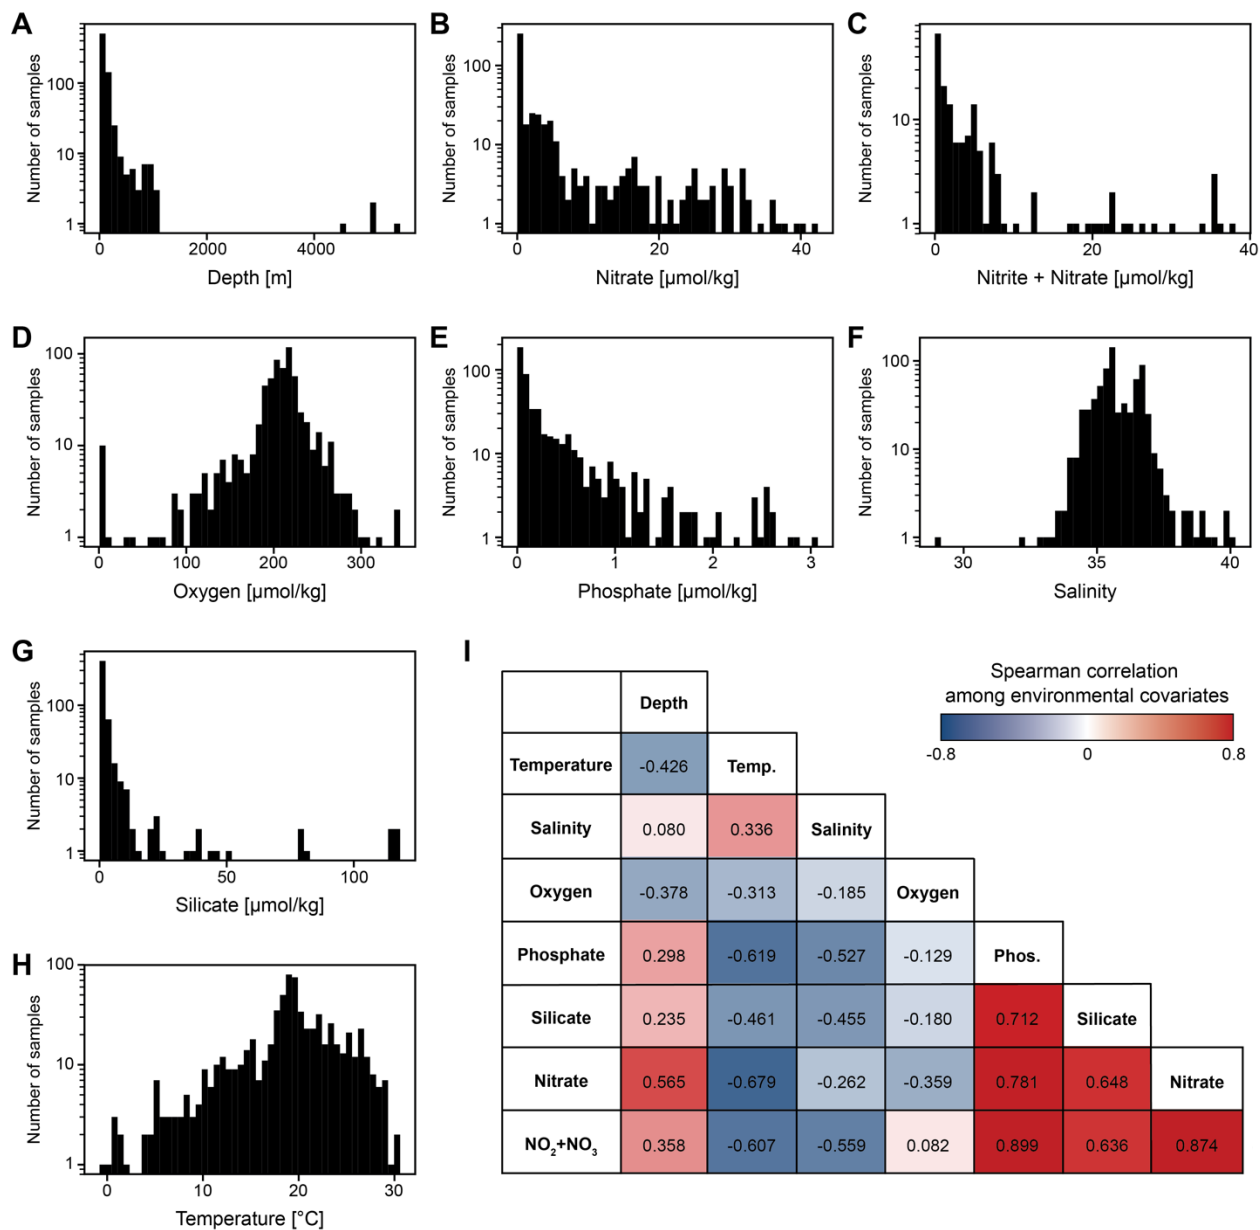 A
Number of samples
100
10
1
0
2000
4000
Depth [m]
B
Number of samples
100
10
1
0
20
40
Nitrate [µmol/kg]
C
Number of samples
10
1
0
20
40
Nitrite + Nitrate [µmol/kg]
D
Number of samples
100
10
1
0
100
200
300
Oxygen [µmol/kg]
E
Number of samples
100
10
1
0
1
2
3
Phosphate [µmol/kg]
F
Number of samples
100
10
1
30
35
40
Salinity
G
Number of samples
100
10
1
0
50
100
Silicate [µmol/kg]
H
Number of samples
100
10
1
0
10
20
30
Temperature [°C]
I
Spearman correlation
among environmental covariates
-0.8
0
0.8
Depth
Temperature -0.426 Temp.
Salinity 0.080 0.336 Salinity
Oxygen -0.378 -0.313 -0.185 Oxygen
Phosphate 0.298 -0.619 -0.527 -0.129 Phos.
Silicate 0.235 -0.461 -0.455 -0.180 0.712 Silicate
Nitrate 0.565 -0.679 -0.262 -0.359 0.781 0.648 Nitrate
NO₂+NO₃ 0.358 -0.607 -0.559 0.082 0.899 0.636 0.874